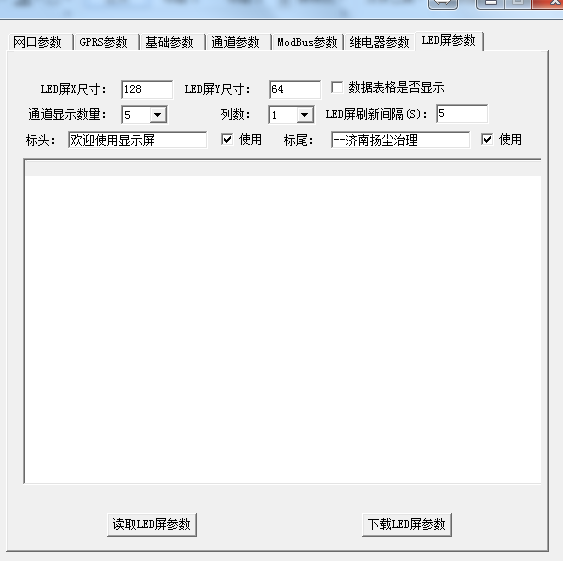 网口参数 GPRS参数 基础参数 通道参数 ModBus参数 继电器参数 LED屏参数
LED屏X尺寸： 128 LED屏Y尺寸： 64 数据表格是否显示
通道显示数量： 5 列数： 1 LED屏刷新间隔(S)： 5
标头： 欢迎使用显示屏 使用 标尾： --济南扬尘治理 使用
读取LED屏参数 下载LED屏参数